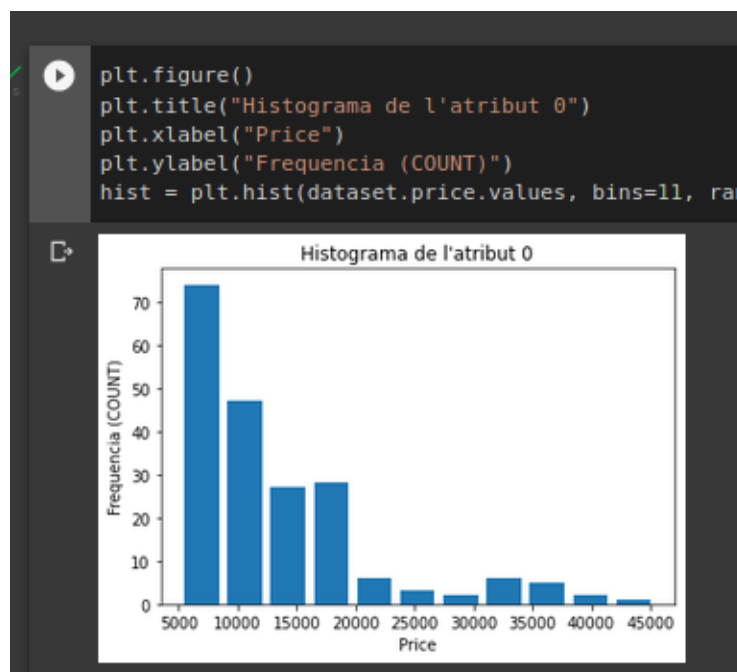 plt.figure()
plt.title("Histograma de l'atribut 0")
plt.xlabel("Price")
plt.ylabel("Frequencia (COUNT)")
hist = plt.hist(dataset.price.values, bins=11, ra
Histograma de l'atribut 0
Frequencia (COUNT)
70
60
50
40
30
20
10
0
5000 10000 15000 20000 25000 30000 35000 40000 45000
Price